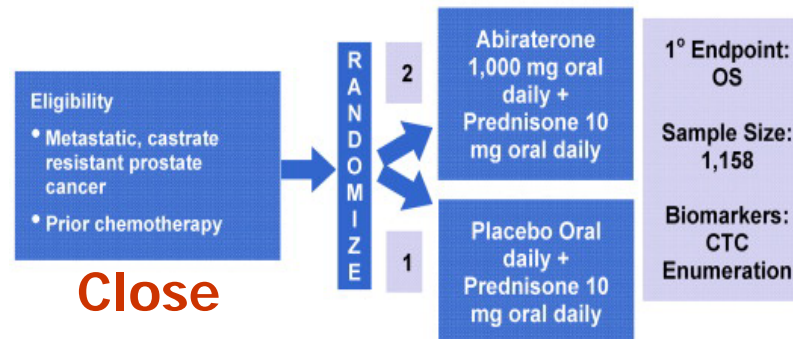 Eligibility
• Metastatic, castrate
resistant prostate
cancer
• Prior chemotherapy
Close
R
A
N
D
O
M
I
Z
E
2
1
Abiraterone
1,000 mg oral
daily +
Prednisone 10
mg oral daily
Placebo Oral
daily +
Prednisone 10
mg oral daily
1° Endpoint:
OS
Sample Size:
1,158
Biomarkers:
CTC
Enumeration